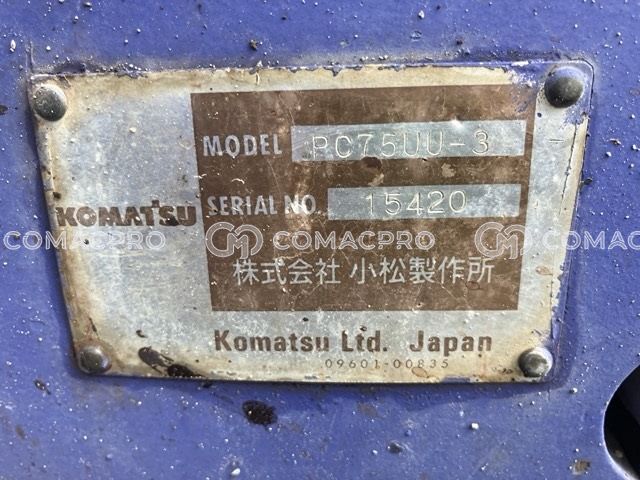 MODEL PC75UU-3
KOMATSU SERIAL NO. 15420
COMACPRO COMACPRO COMACPRO
株式会社 小松製作所
Komatsu Ltd. Japan
09601-00835